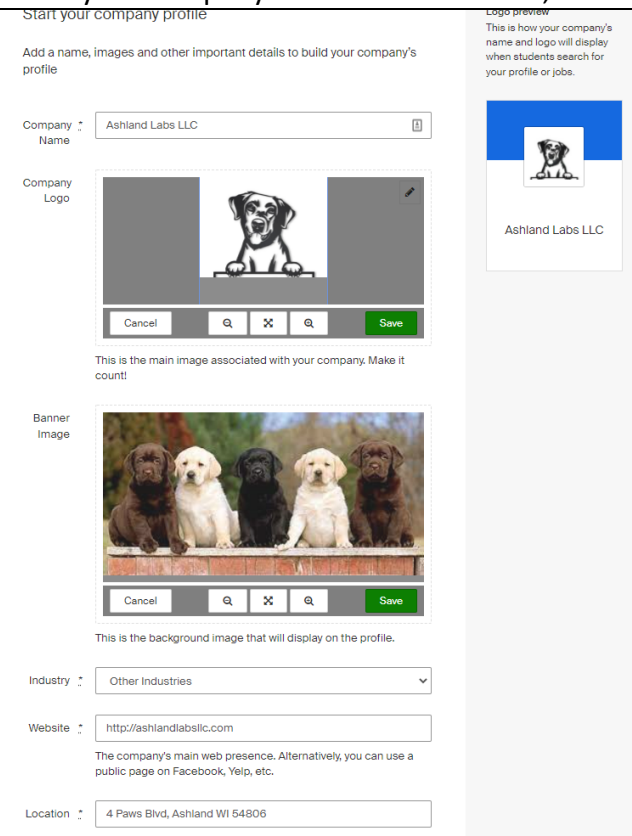 Start your company profile
Add a name, images and other important details to build your company's
profile
Company *
Name
Ashland Labs LLC
Company
Logo
Cancel
Save
This is the main image associated with your company. Make it
count!
Banner
Image
Cancel
Save
This is the background image that will display on the profile.
Industry *
Other Industries
Website *
http://ashlandlabsllc.com
The company's main web presence. Alternatively, you can use a
public page on Facebook, Yelp, etc.
Location *
4 Paws Blvd, Ashland WI 54806
Logo preview
This is how your company's
name and logo will display
when students search for
your profile or jobs.
Ashland Labs LLC